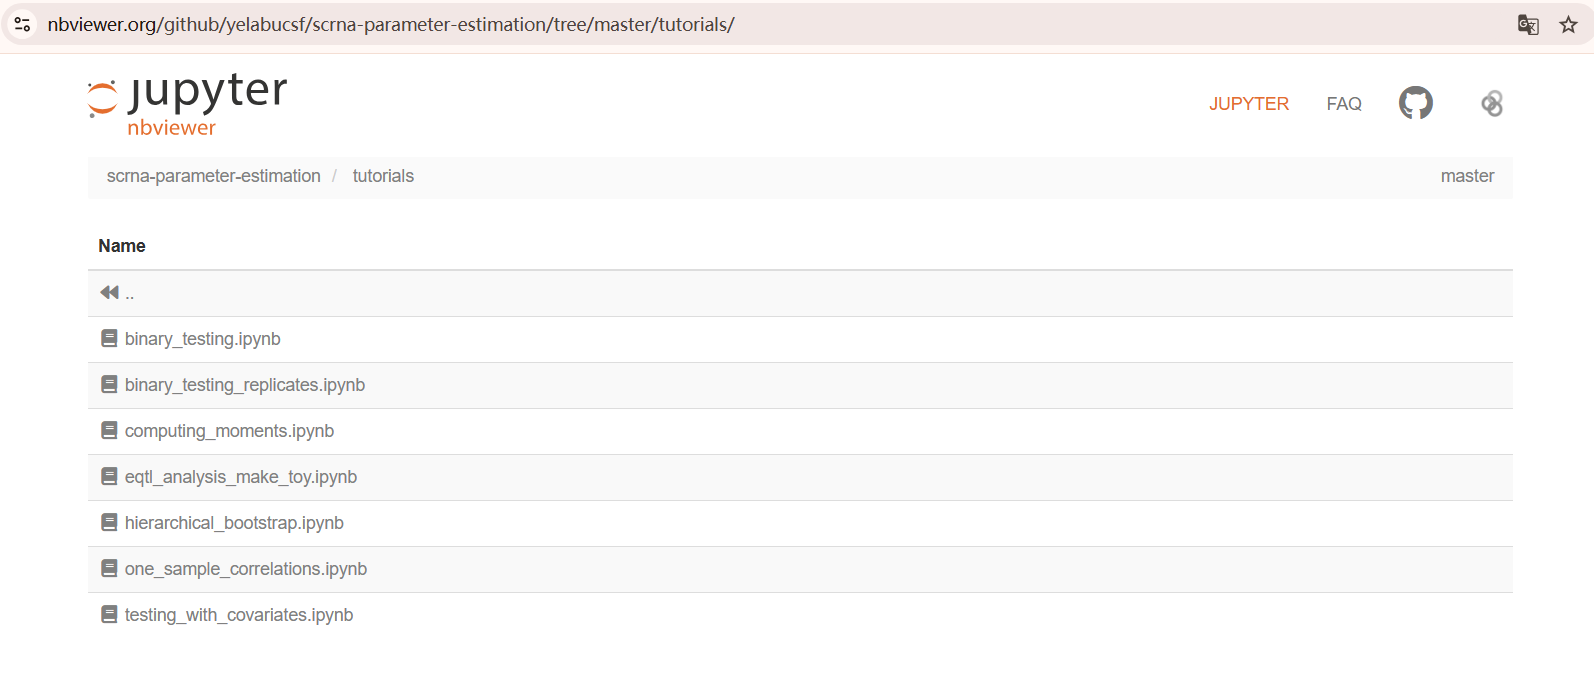 nbviewer.org/github/yelabucsf/scrna-parameter-estimation/tree/master/tutorials/
jupyter
nbviewer
JUPYTER FAQ
scrna-parameter-estimation / tutorials master
Name
..
binary_testing.ipynb
binary_testing_replicates.ipynb
computing_moments.ipynb
eqtl_analysis_make_toy.ipynb
hierarchical_bootstrap.ipynb
one_sample_correlations.ipynb
testing_with_covariates.ipynb